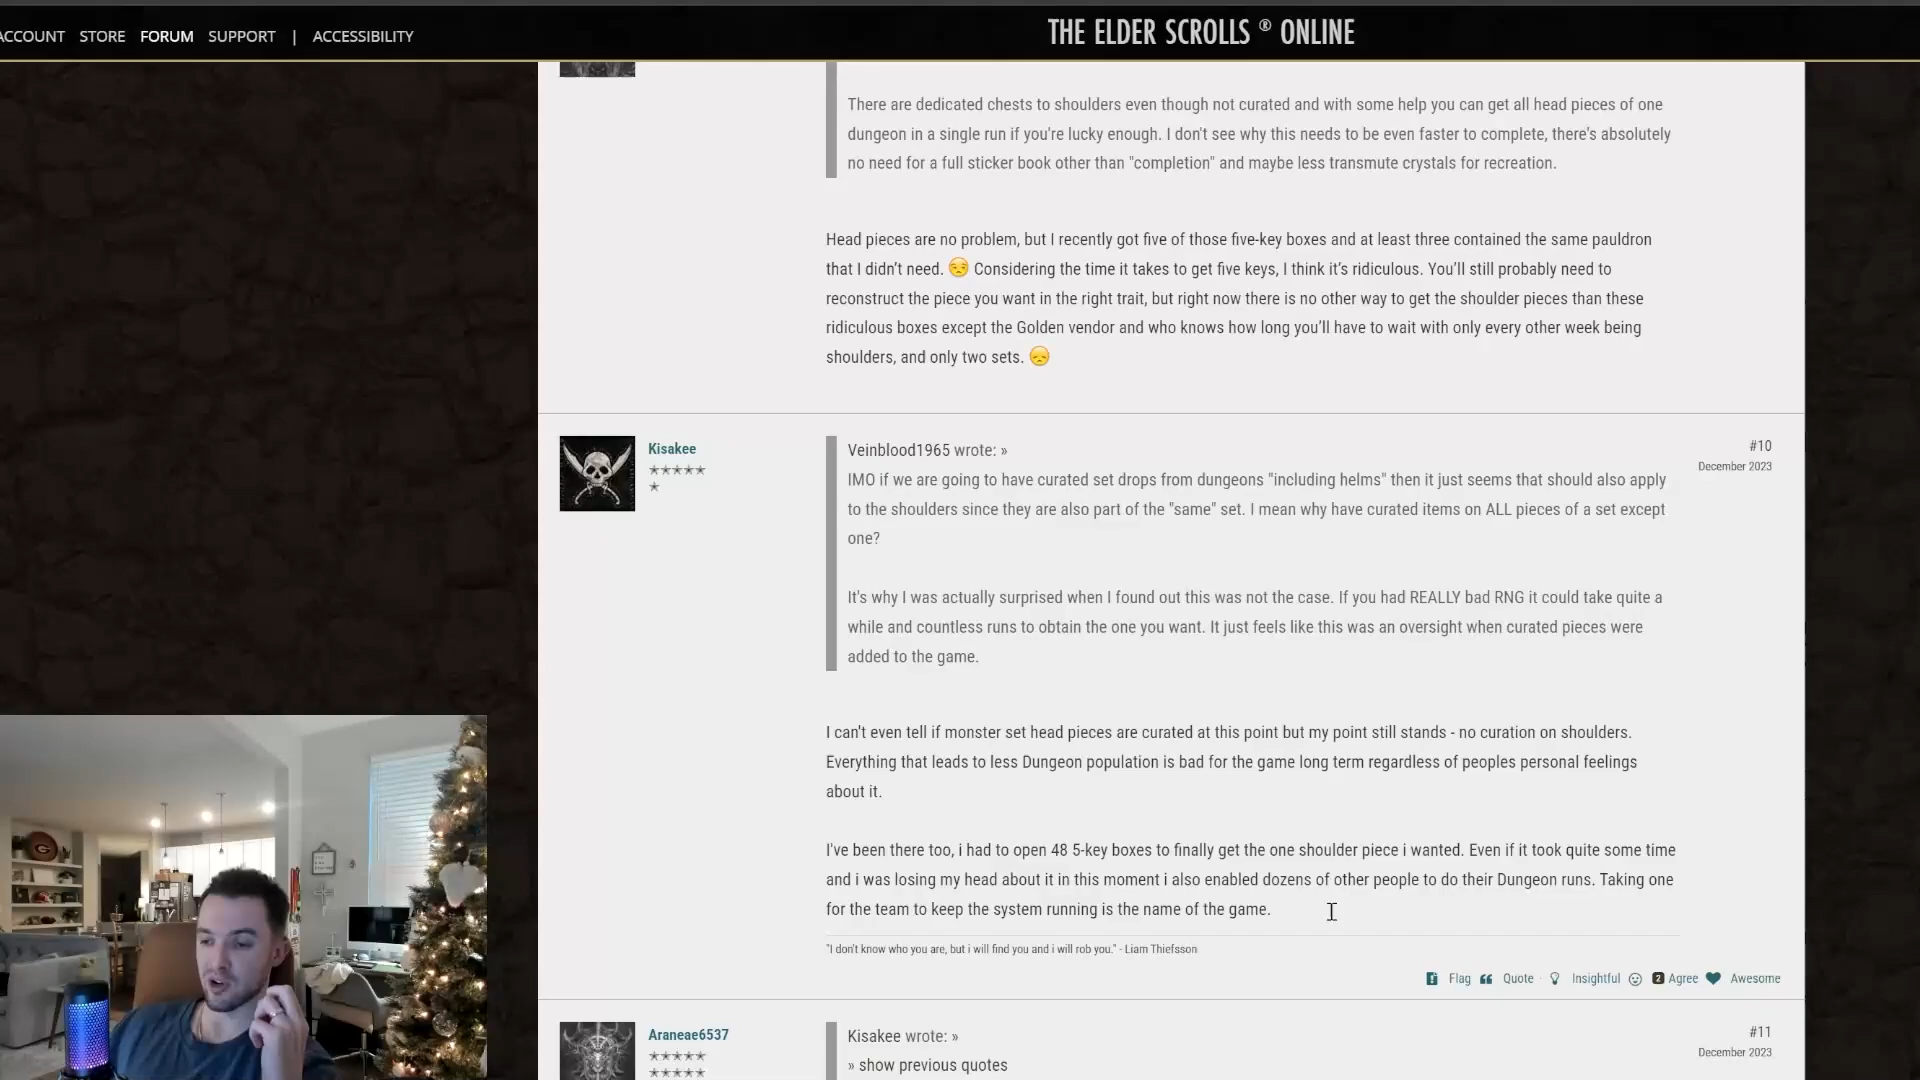 ACCOUNT STORE FORUM SUPPORT | ACCESSIBILITY
THE ELDER SCROLLS ® ONLINE
There are dedicated chests to shoulders even though not curated and with some help you can get all head pieces of one
dungeon in a single run if you're lucky enough. I don't see why this needs to be even faster to complete, there's absolutely
no need for a full sticker book other than "completion" and maybe less transmute crystals for recreation.
Head pieces are no problem, but I recently got five of those five-key boxes and at least three contained the same pauldron
that I didn’t need. 😒 Considering the time it takes to get five keys, I think it’s ridiculous. You’ll still probably need to
reconstruct the piece you want in the right trait, but right now there is no other way to get the shoulder pieces than these
ridiculous boxes except the Golden vendor and who knows how long you’ll have to wait with only every other week being
shoulders, and only two sets. 😞
Kisakee
#10
December 2023
Veinblood1965 wrote: »
IMO if we are going to have curated set drops from dungeons "including helms" then it just seems that should also apply
to the shoulders since they are also part of the "same" set. I mean why have curated items on ALL pieces of a set except
one?
It's why I was actually surprised when I found out this was not the case. If you had REALLY bad RNG it could take quite a
while and countless runs to obtain the one you want. It just feels like this was an oversight when curated pieces were
added to the game.
I can't even tell if monster set head pieces are curated at this point but my point still stands - no curation on shoulders.
Everything that leads to less Dungeon population is bad for the game long term regardless of peoples personal feelings
about it.
I've been there too, i had to open 48 5-key boxes to finally get the one shoulder piece i wanted. Even if it took quite some time
and i was losing my head about it in this moment i also enabled dozens of other people to do their Dungeon runs. Taking one
for the team to keep the system running is the name of the game.
"I don't know who you are, but i will find you and i will rob you." - Liam Thiefsson
Flag Quote · Insightful 2 Agree Awesome
Araneae6537
#11
December 2023
Kisakee wrote: »
» show previous quotes